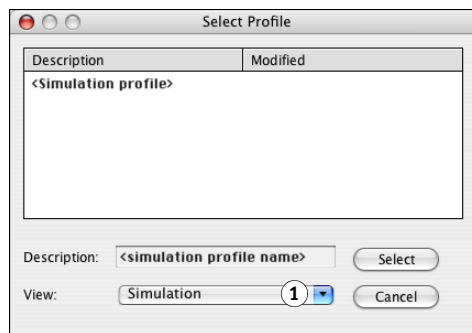 Select Profile
Description Modified
<Simulation profile>
Description: <simulation profile name> Select
View: Simulation 1 Cancel